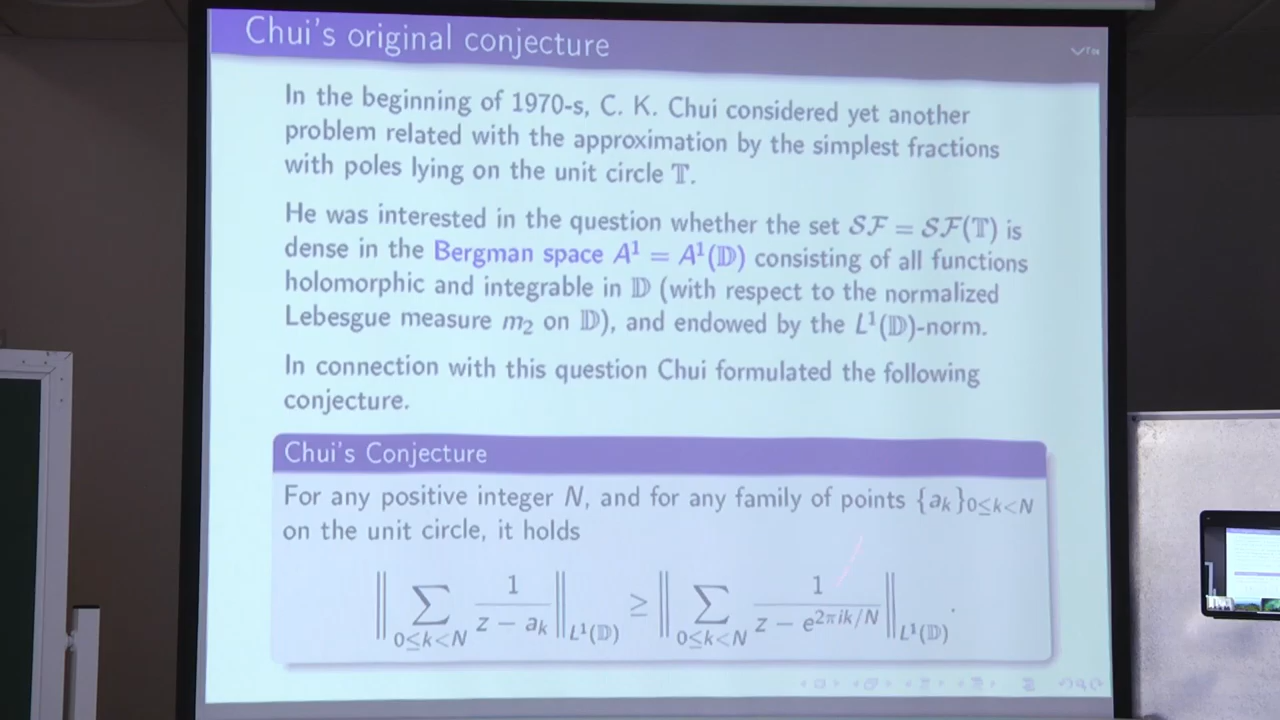 Chui's original conjecture
In the beginning of 1970-s, C. K. Chui considered yet another
problem related with the approximation by the simplest fractions
with poles lying on the unit circle 𝕋.
He was interested in the question whether the set 𝒮ℱ = 𝒮ℱ(𝕋) is
dense in the Bergman space A¹ = A¹(𝔻) consisting of all functions
holomorphic and integrable in 𝔻 (with respect to the normalized
Lebesgue measure m₂ on 𝔻), and endowed by the L¹(𝔻)-norm.
In connection with this question Chui formulated the following
conjecture.
Chui's Conjecture
For any positive integer N, and for any family of points {a_k}_{0≤k<N}
on the unit circle, it holds
‖ ∑_{0≤k<N} 1/(z − a_k) ‖_{L¹(𝔻)} ≥ ‖ ∑_{0≤k<N} 1/(z − e^{2πik/N}) ‖_{L¹(𝔻)}.